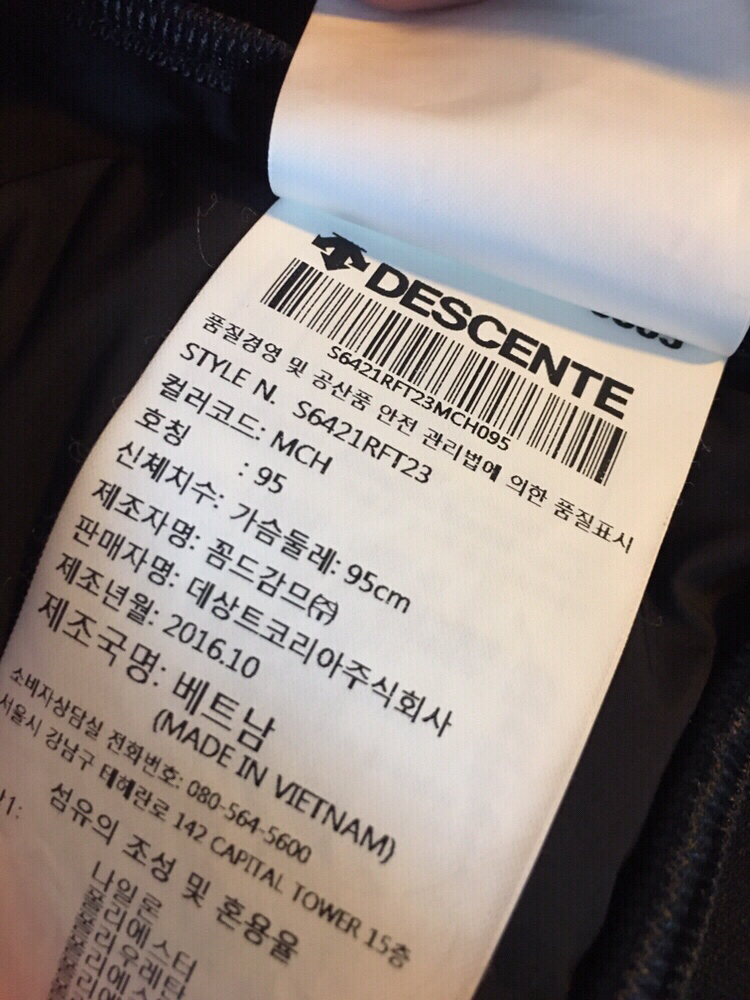 DESCENTE
S6421RFT23MCH095
품질경영 및 공산품 안전 관리법에 의한 품질표시
STYLE N. S6421RFT23
컬러코드: MCH
호칭 : 95
신체치수: 가슴둘레: 95cm
제조자명: 꼼드감므㈜
판매자명: 데상트코리아주식회사
제조년월: 2016.10
제조국명: 베트남
(MADE IN VIETNAM)
소비자상담실 전화번호: 080-564-5600
서울시 강남구 테헤란로 142 CAPITAL TOWER 15층
섬유의 조성 및 혼용율
나일론
폴리에스터
폴리우레탄